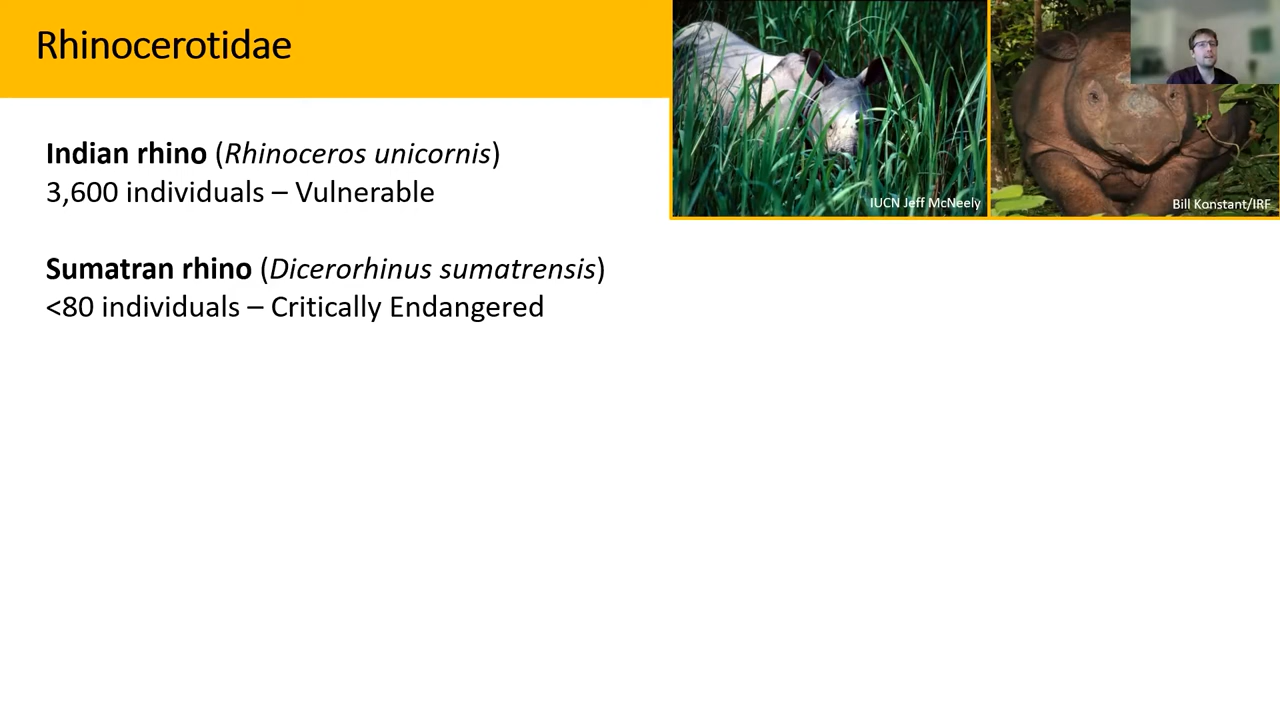 Rhinocerotidae
Indian rhino (Rhinoceros unicornis)
3,600 individuals – Vulnerable
Sumatran rhino (Dicerorhinus sumatrensis)
<80 individuals – Critically Endangered
IUCN Jeff McNeely
Bill Konstant/IRF